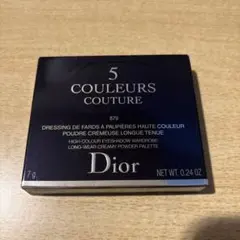 5
COULEURS
COUTURE
879
DRESSING DE FARDS À PAUPIÈRES HAUTE COULEUR
POUDRE CRÉMEUSE LONGUE TENUE
HIGH-COLOUR EYESHADOW WARDROBE
LONG-WEAR CREAMY POWDER PALETTE
Dior
7 g
NET WT. 0.24 OZ